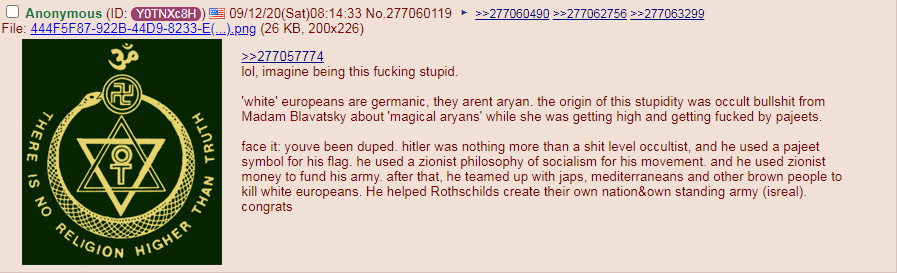 Anonymous (ID: Y0TNXc8H) 09/12/20(Sat)08:14:33 No.277060119 ► >>277060490 >>277062756 >>277063299
File: 444F5F87-922B-44D9-8233-E(...).png (26 KB, 200x226)
ॐ
THERE IS NO RELIGION HIGHER THAN TRUTH
>>277057774
lol, imagine being this fucking stupid.
'white' europeans are germanic, they arent aryan. the origin of this stupidity was occult bullshit from
Madam Blavatsky about 'magical aryans' while she was getting high and getting fucked by pajeets.
face it: youve been duped. hitler was nothing more than a shit level occultist, and he used a pajeet
symbol for his flag. he used a zionist philosophy of socialism for his movement. and he used zionist
money to fund his army. after that, he teamed up with japs, mediterraneans and other brown people to
kill white europeans. He helped Rothschilds create their own nation&own standing army (isreal).
congrats